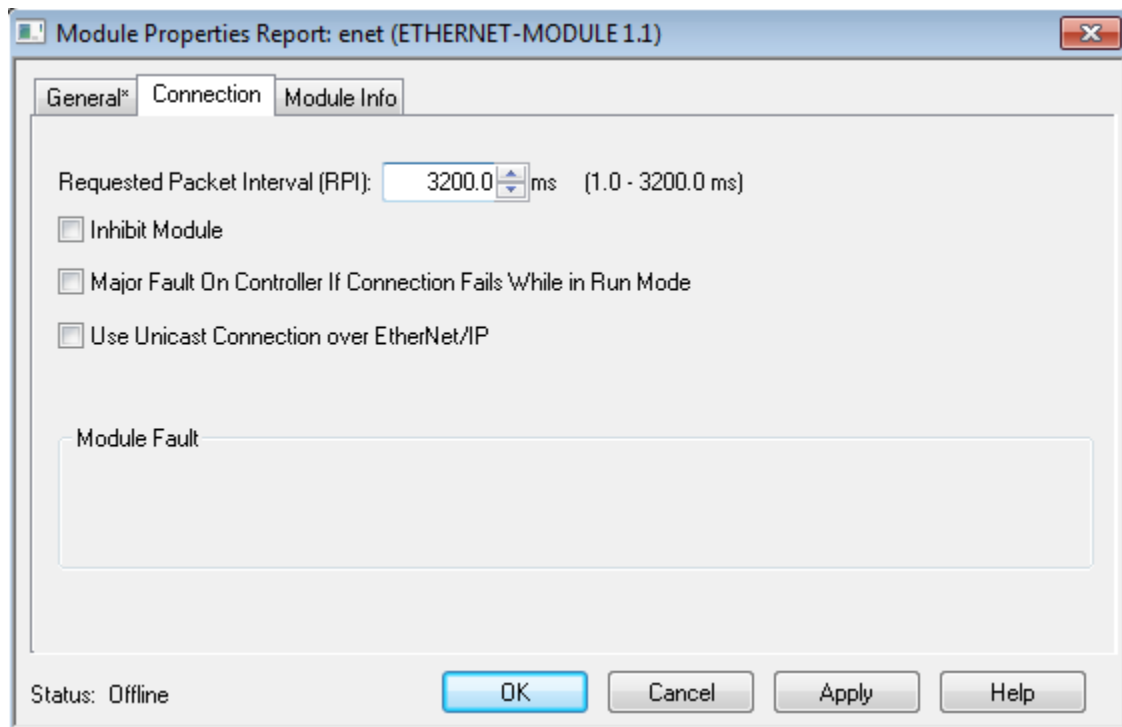 Module Properties Report: enet (ETHERNET-MODULE 1.1)
General* Connection Module Info
Requested Packet Interval (RPI): 3200.0 ms (1.0 - 3200.0 ms)
Inhibit Module
Major Fault On Controller If Connection Fails While in Run Mode
Use Unicast Connection over EtherNet/IP
Module Fault
Status: Offline OK Cancel Apply Help